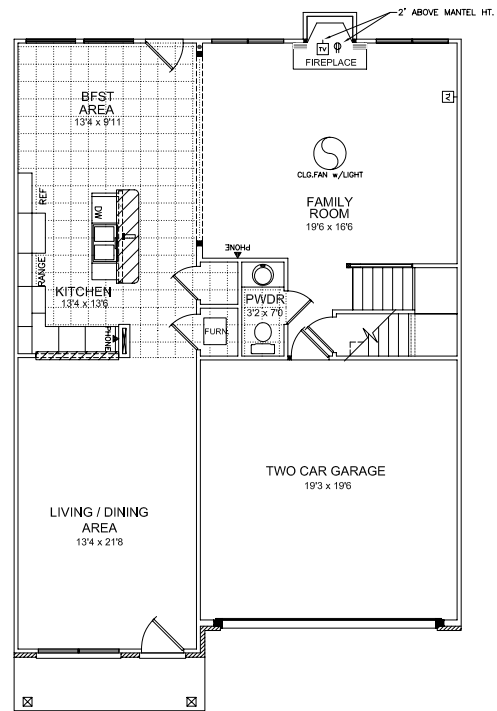 2" ABOVE MANTEL HT.
TV
FIREPLACE
BFST
AREA
13'4 x 9'11
TV
CLG.FAN w/LIGHT
FAMILY
ROOM
19'6 x 16'6
REF
DW
PHONE
RANGE
KITCHEN
13'4 x 13'6
PWDR
3'2 x 7'0
PHONE
FURN.
TWO CAR GARAGE
19'3 x 19'6
LIVING / DINING
AREA
13'4 x 21'8